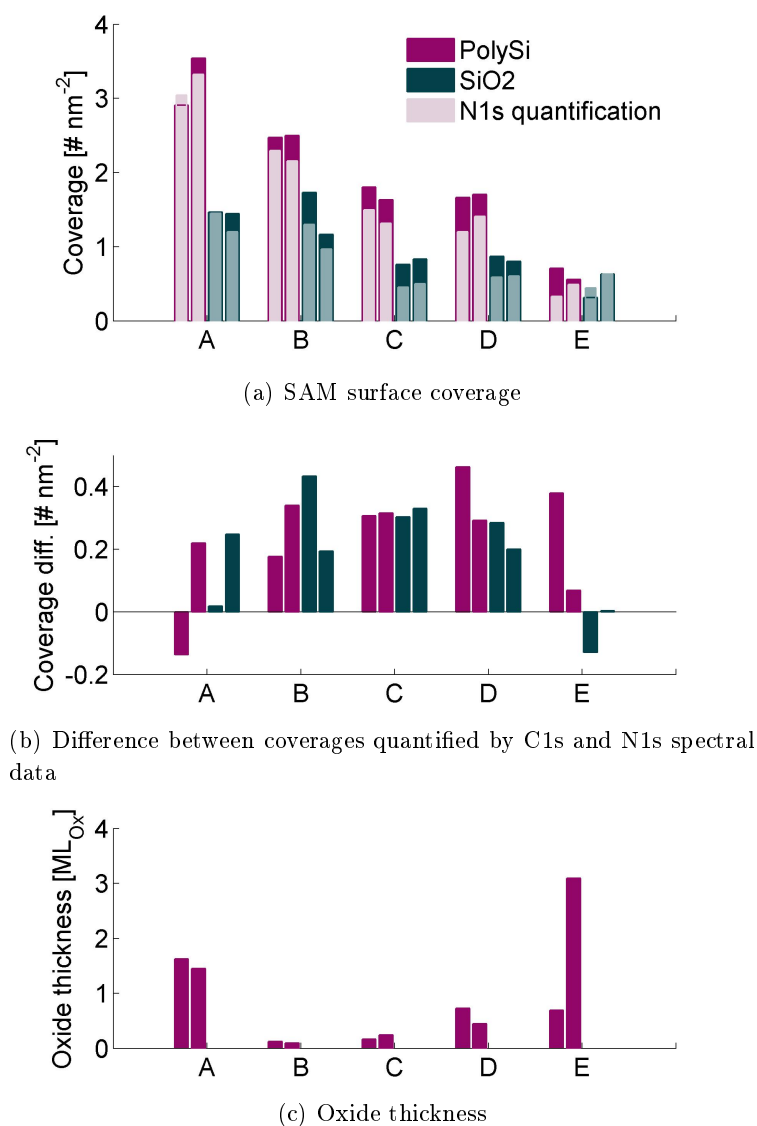 Coverage [# nm-2]
4
3
2
1
0
PolySi
SiO2
N1s quantification
A B C D E
(a) SAM surface coverage
Coverage diff. [# nm-2]
0.4
0.2
0
-0.2
A B C D E
(b) Difference between coverages quantified by C1s and N1s spectral
data
Oxide thickness [MLOx]
4
3
2
1
0
A B C D E
(c) Oxide thickness